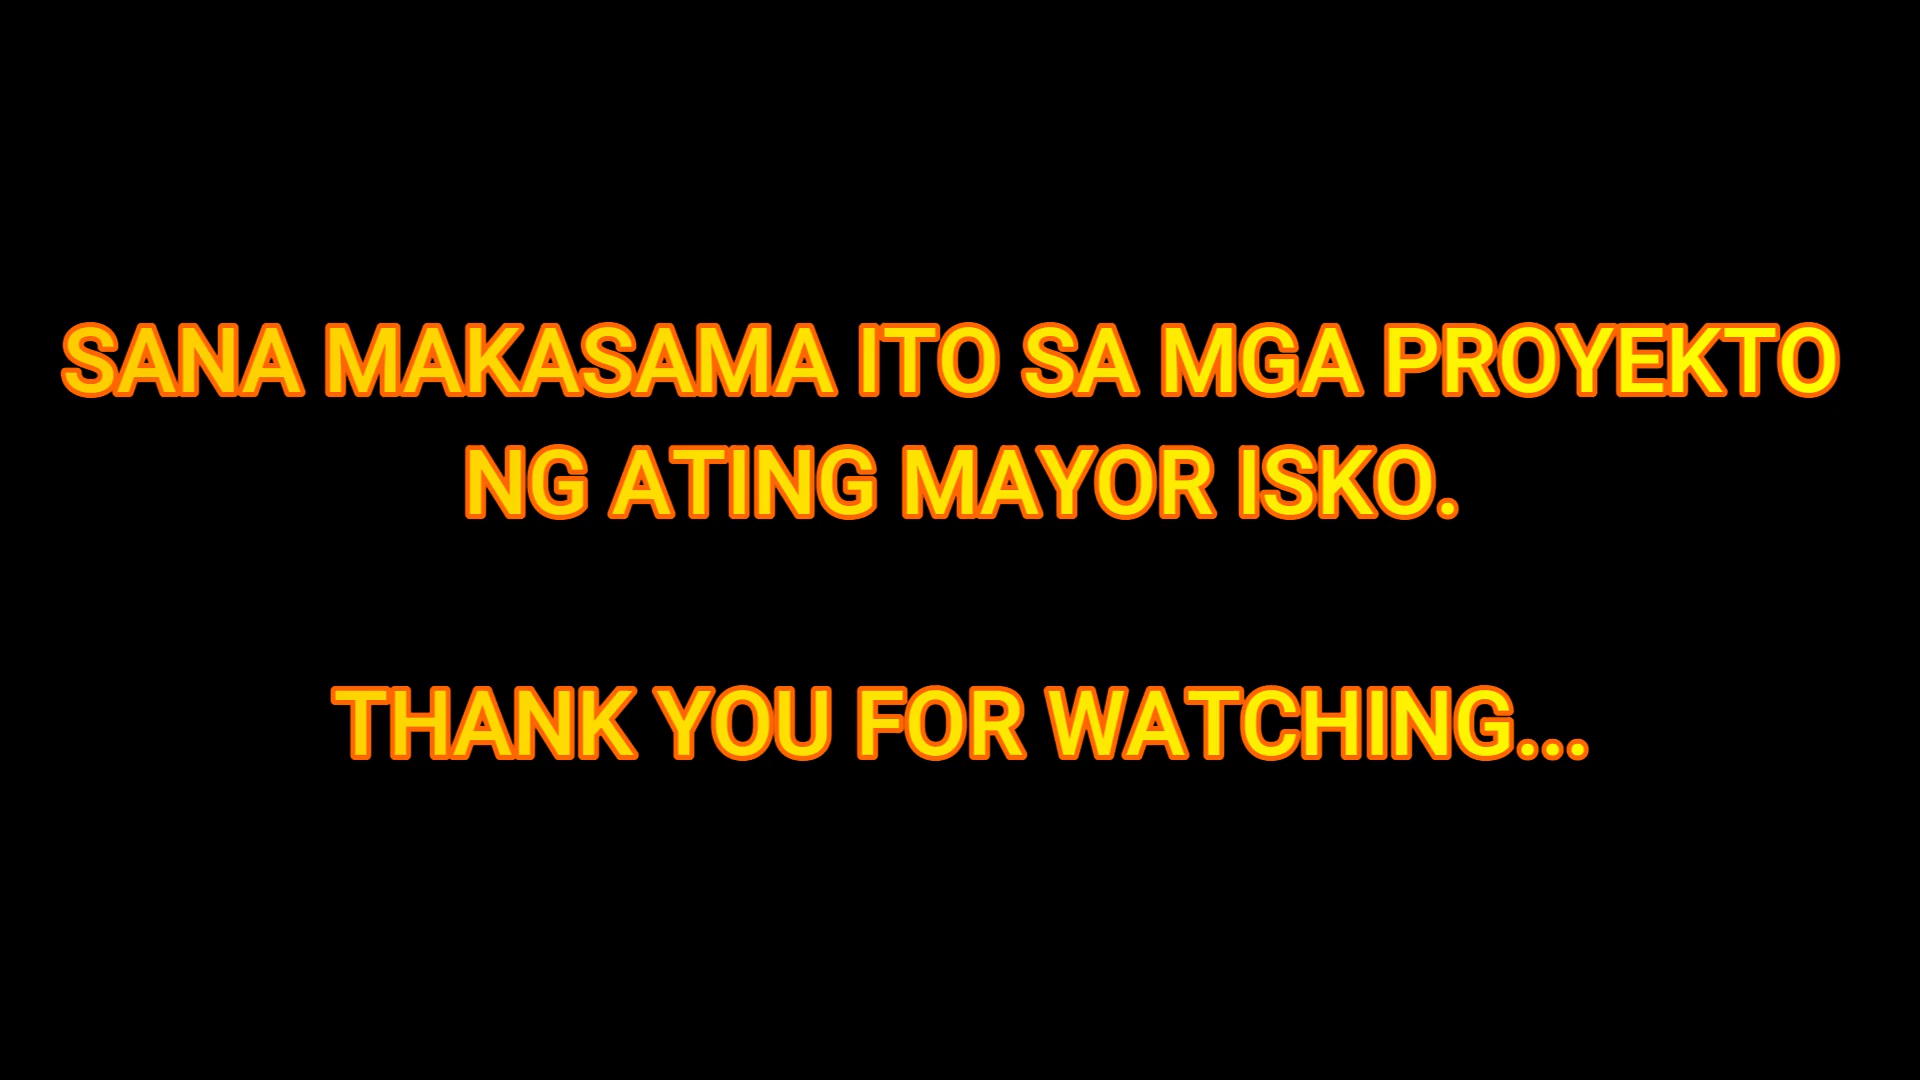 SANA MAKASAMA ITO SA MGA PROYEKTO
NG ATING MAYOR ISKO.
THANK YOU FOR WATCHING...